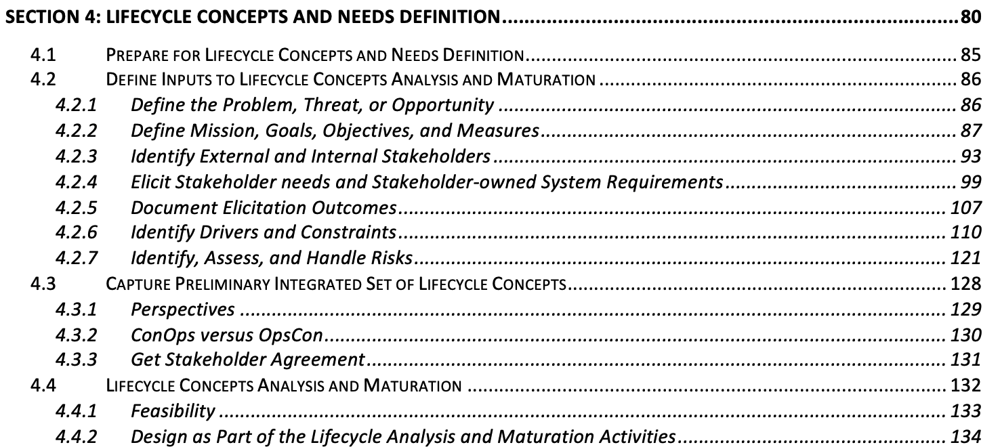 SECTION 4: LIFECYCLE CONCEPTS AND NEEDS DEFINITION.....80
4.1 PREPARE FOR LIFECYCLE CONCEPTS AND NEEDS DEFINITION.....85
4.2 DEFINE INPUTS TO LIFECYCLE CONCEPTS ANALYSIS AND MATURATION.....86
4.2.1 Define the Problem, Threat, or Opportunity.....86
4.2.2 Define Mission, Goals, Objectives, and Measures.....87
4.2.3 Identify External and Internal Stakeholders.....93
4.2.4 Elicit Stakeholder needs and Stakeholder-owned System Requirements.....99
4.2.5 Document Elicitation Outcomes.....107
4.2.6 Identify Drivers and Constraints.....110
4.2.7 Identify, Assess, and Handle Risks.....121
4.3 CAPTURE PRELIMINARY INTEGRATED SET OF LIFECYCLE CONCEPTS.....128
4.3.1 Perspectives.....129
4.3.2 ConOps versus OpsCon.....130
4.3.3 Get Stakeholder Agreement.....131
4.4 LIFECYCLE CONCEPTS ANALYSIS AND MATURATION.....132
4.4.1 Feasibility.....133
4.4.2 Design as Part of the Lifecycle Analysis and Maturation Activities.....134